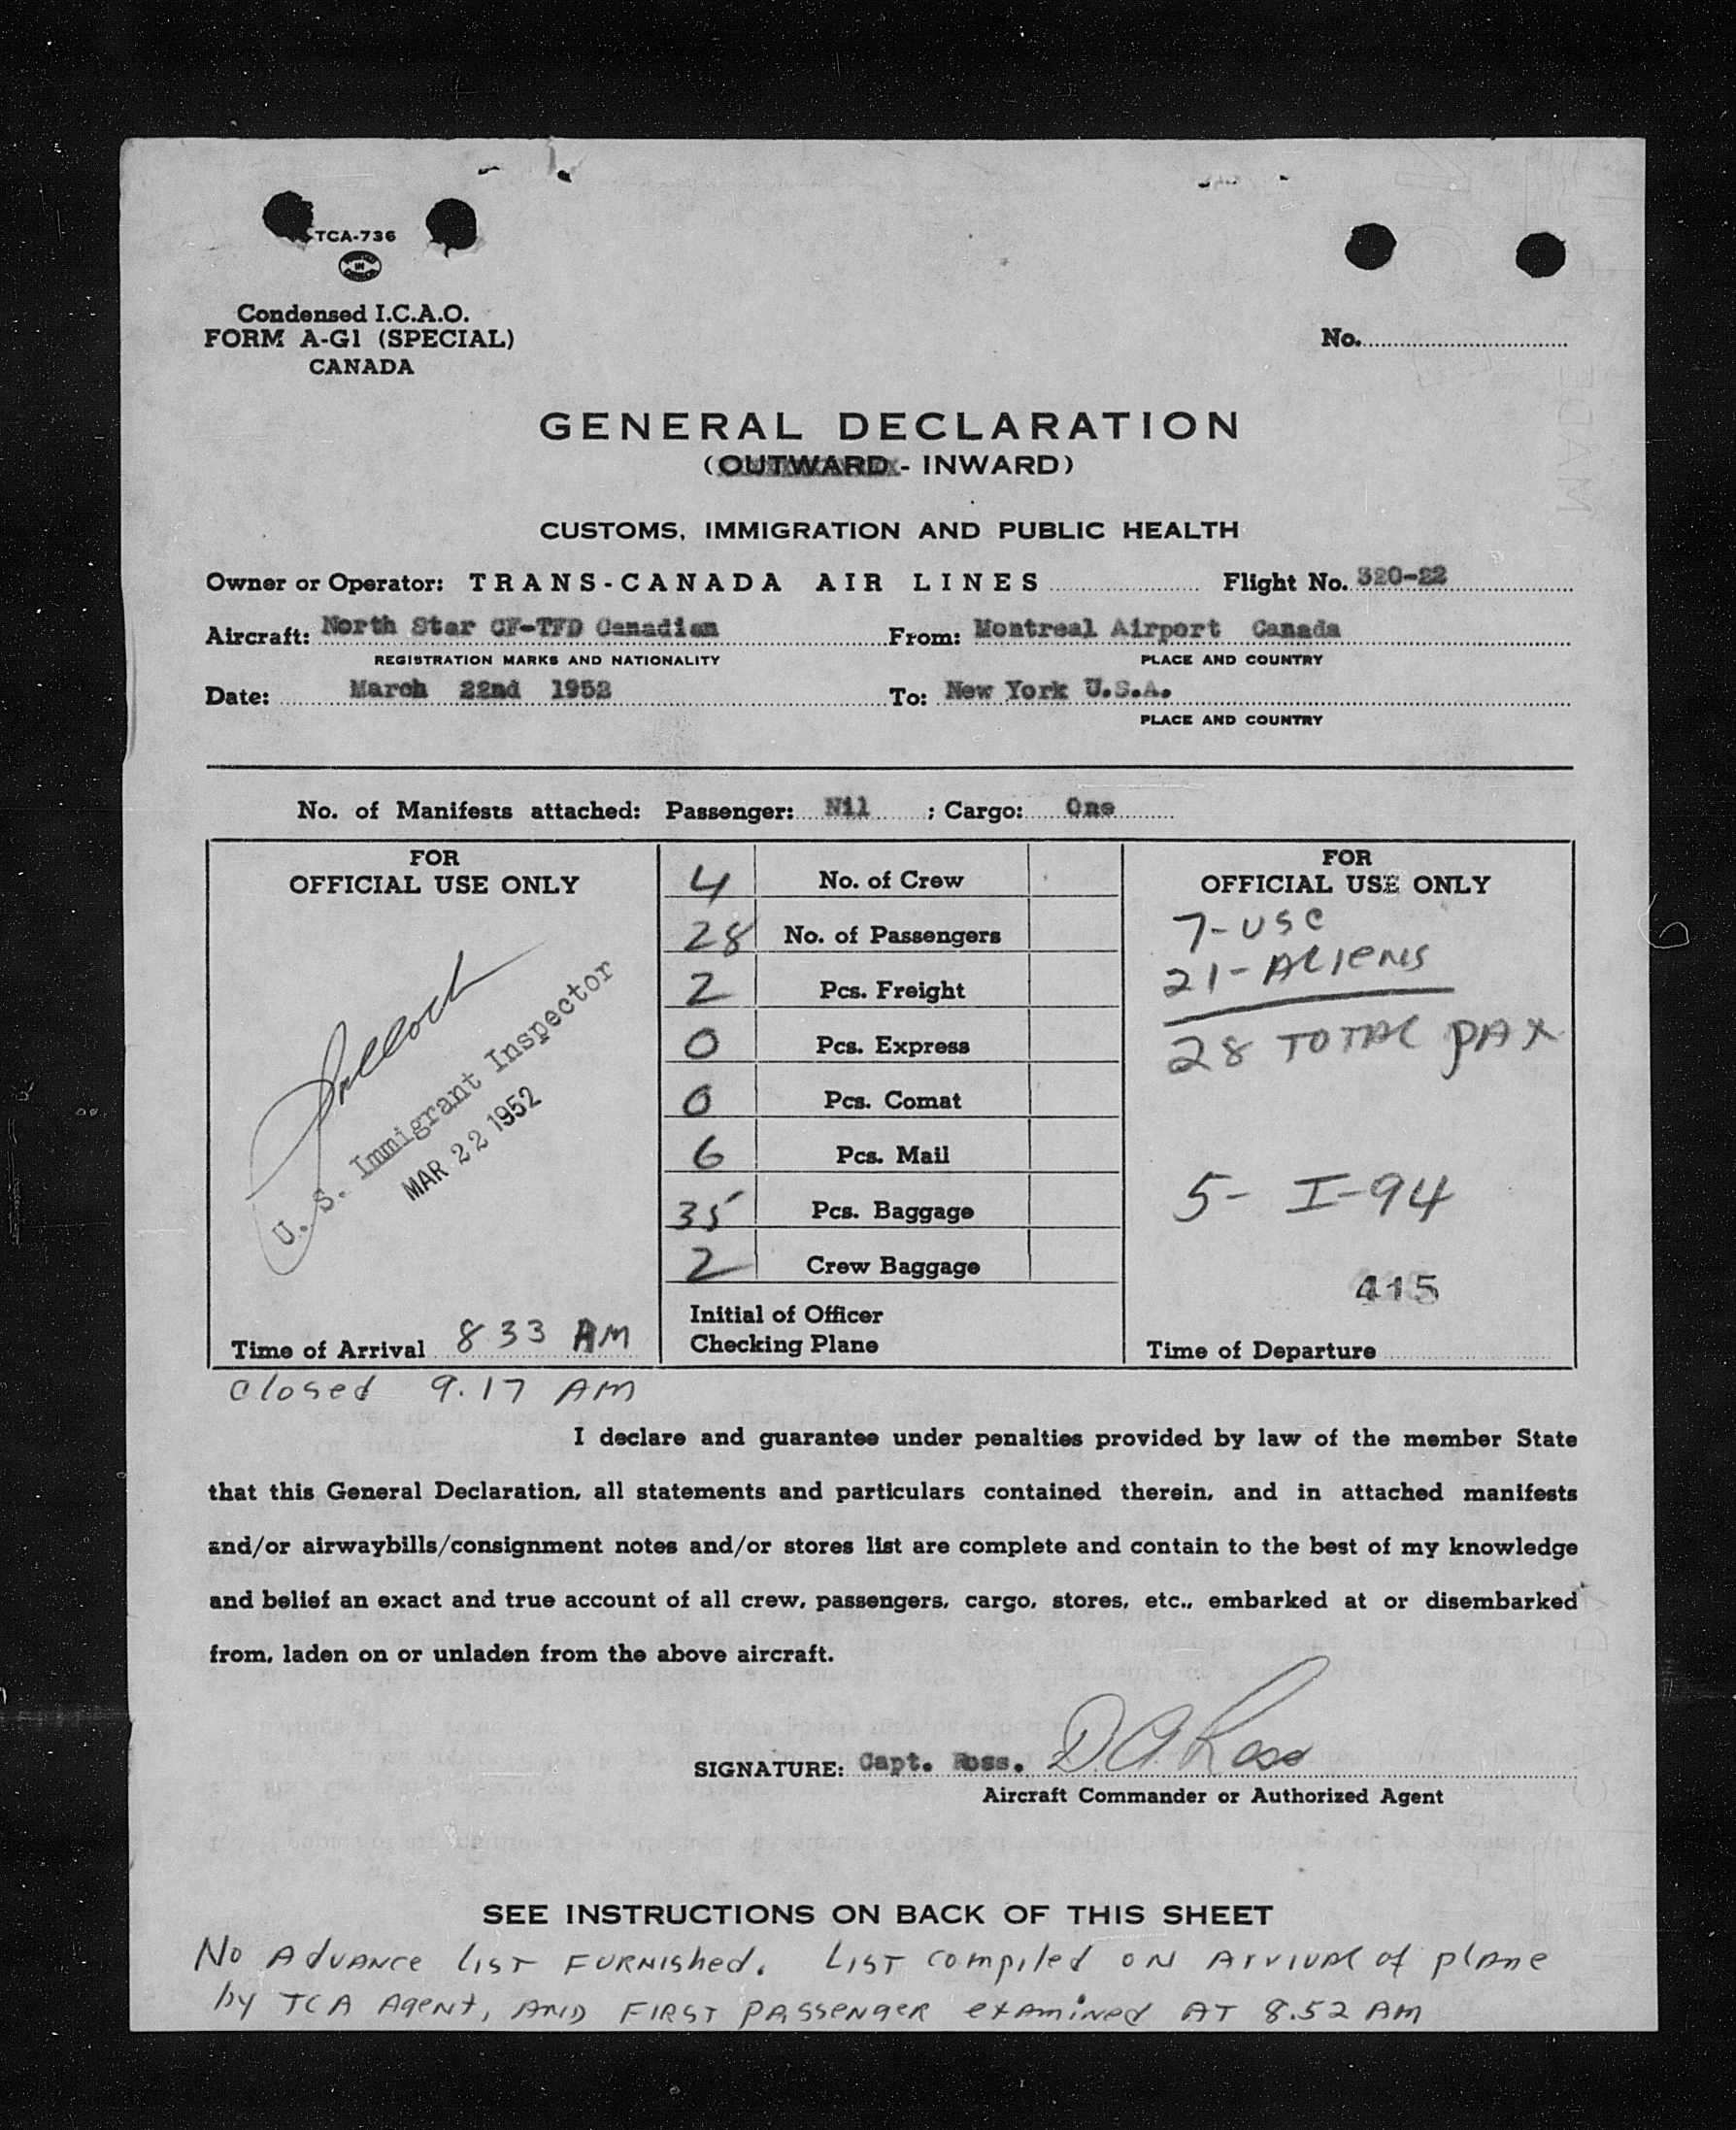 TCA-736
IN
Condensed I.C.A.O.
FORM A-G1 (SPECIAL)
CANADA
No.
GENERAL DECLARATION
(OUTWARD - INWARD)
CUSTOMS, IMMIGRATION AND PUBLIC HEALTH
Owner or Operator: TRANS-CANADA AIR LINES Flight No. 320-22
Aircraft: North Star CF-TFD Canadian From: Montreal Airport Canada
REGISTRATION MARKS AND NATIONALITY PLACE AND COUNTRY
Date: March 22nd 1952 To: New York U.S.A.
PLACE AND COUNTRY
No. of Manifests attached: Passenger: Nil ; Cargo: One
FOR
OFFICIAL USE ONLY
U. S. Immigrant Inspector
MAR 22 1952
Time of Arrival 8 33 AM
4 No. of Crew
28 No. of Passengers
2 Pcs. Freight
0 Pcs. Express
0 Pcs. Comat
6 Pcs. Mail
35 Pcs. Baggage
2 Crew Baggage
Initial of Officer
Checking Plane
FOR
OFFICIAL USE ONLY
7-USC
21-Aliens
28 TOTAL PAX
5- I-94
415
Time of Departure
closed 9.17 AM
I declare and guarantee under penalties provided by law of the member State
that this General Declaration, all statements and particulars contained therein, and in attached manifests
and/or airwaybills/consignment notes and/or stores list are complete and contain to the best of my knowledge
and belief an exact and true account of all crew, passengers, cargo, stores, etc., embarked at or disembarked
from, laden on or unladen from the above aircraft.
SIGNATURE: Capt. Ross. D.A. Ross
Aircraft Commander or Authorized Agent
SEE INSTRUCTIONS ON BACK OF THIS SHEET
No Advance list furnished. List compiled on arrival of plane
by TCA Agent, and first passenger examined at 8.52 AM